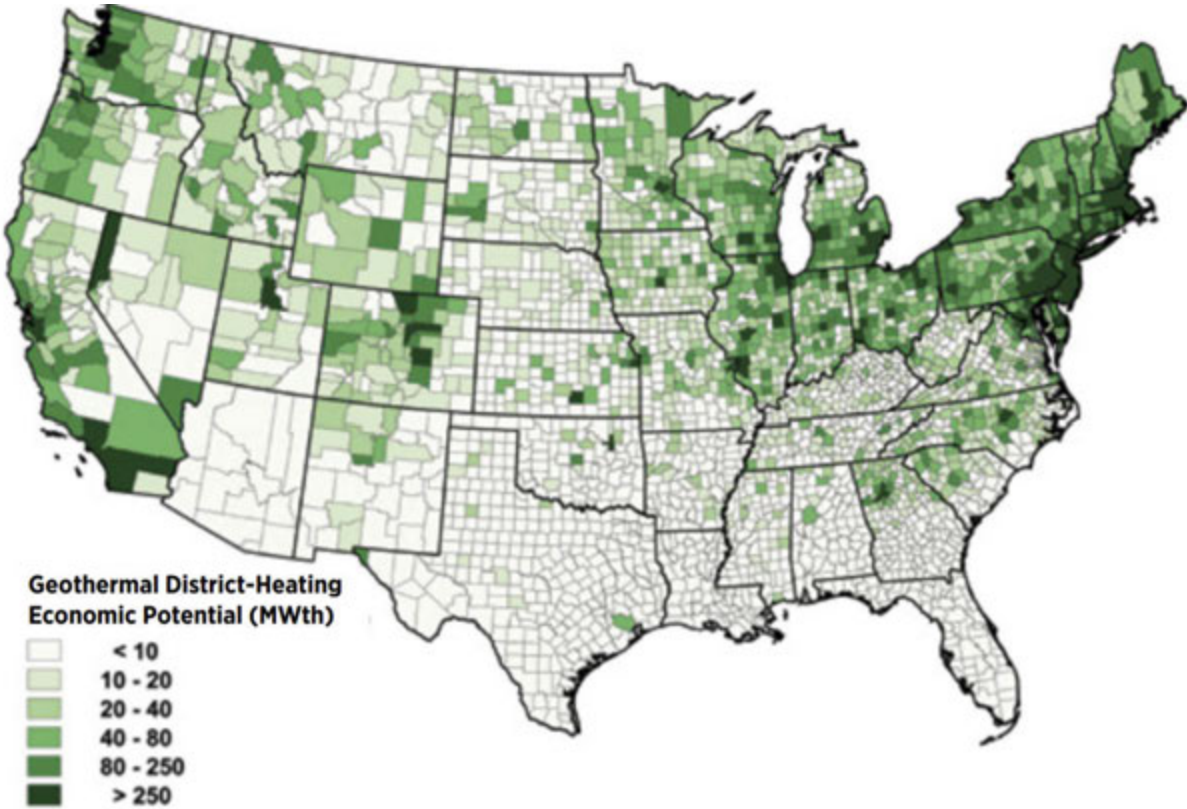 Geothermal District-Heating
Economic Potential (MWth)
< 10
10 - 20
20 - 40
40 - 80
80 - 250
> 250